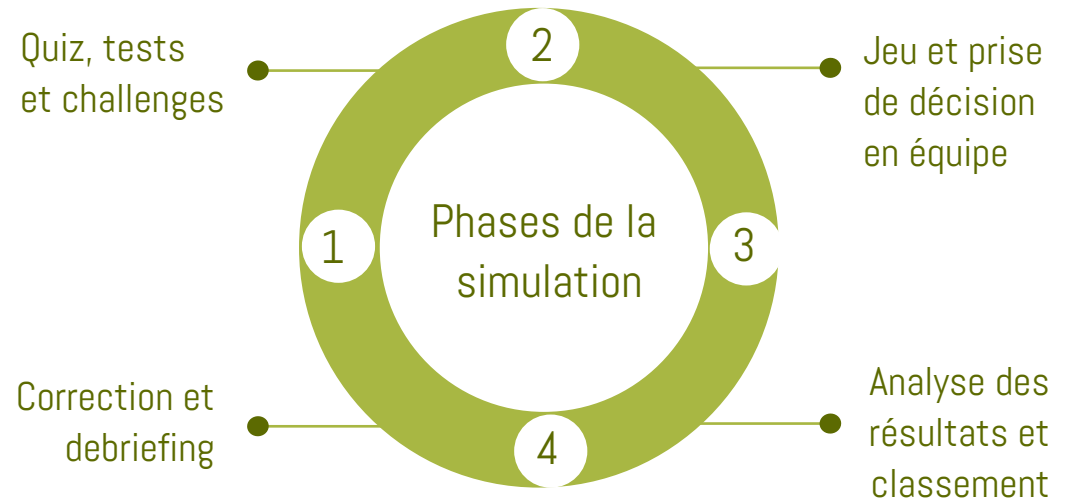 Quiz, tests
et challenges
2
Jeu et prise
de décision
en équipe
1
Phases de la
simulation
3
Correction et
debriefing
4
Analyse des
résultats et
classement